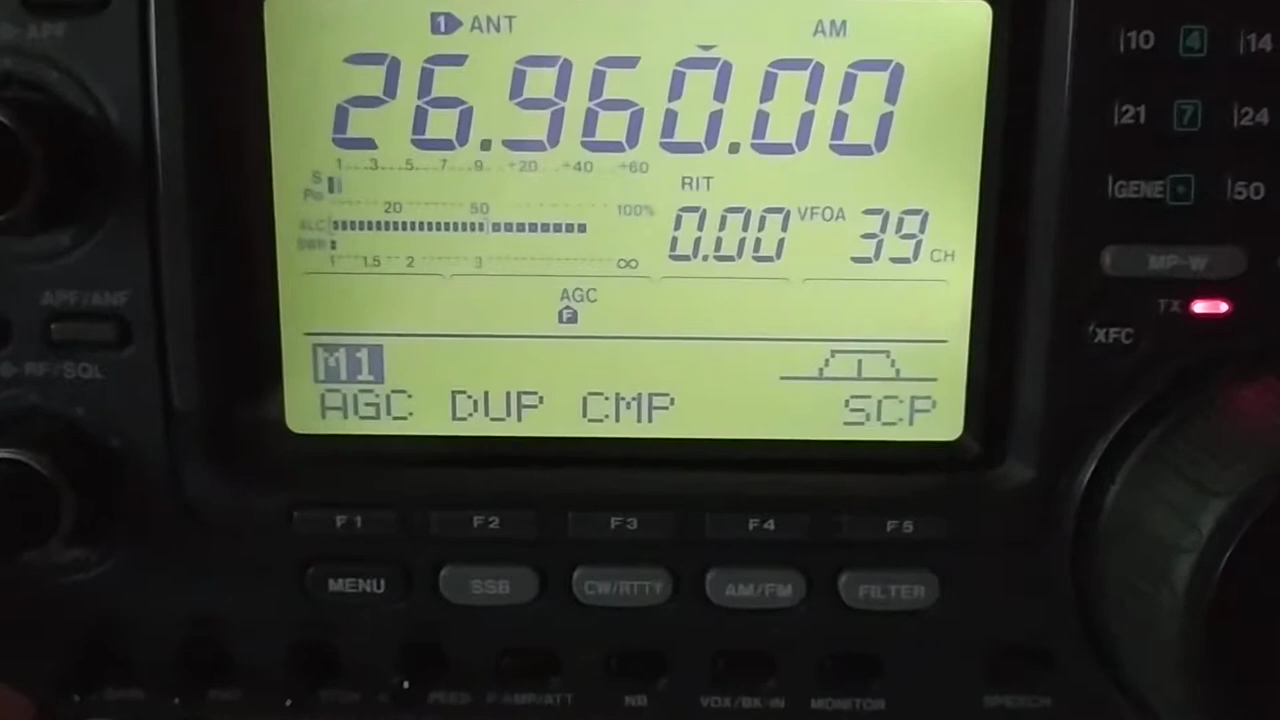 1 ANT AM
26.960.00
1 3 5 7 9 +20 +40 +60
S
Po
20 50 100%
ALC
SWR
1 1.5 2 3 ∞
RIT
0.00 VFOA 39 CH
AGC
F
M1
AGC DUP CMP SCP
F1 F2 F3 F4 F5
MENU SSB CW/RTTY AM/FM FILTER
P.AMP/ATT NB VOX/BK-IN MONITOR SPEECH
APF/ANF
RF/SQL
10 4 14
21 7 24
GENE 50
MP-W
TX
XFC